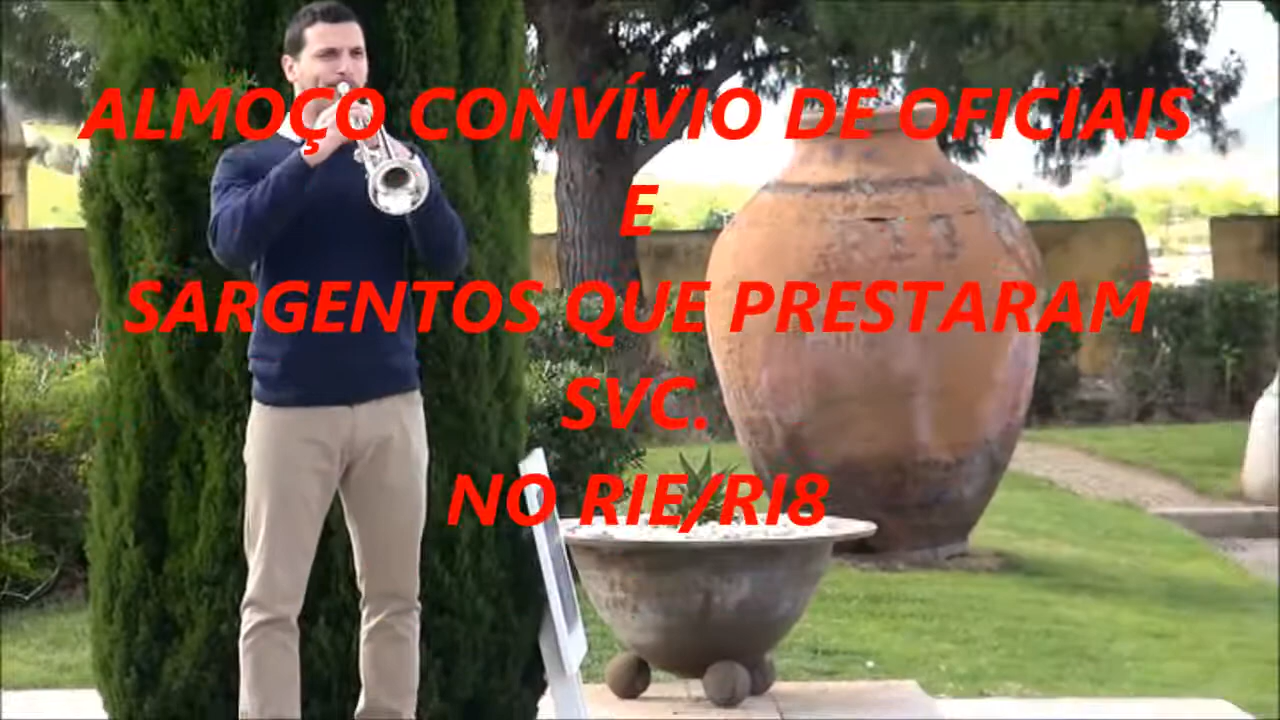 ALMOÇO CONVÍVIO DE OFICIAIS
E
SARGENTOS QUE PRESTARAM
SVC.
NO RIE/RI8